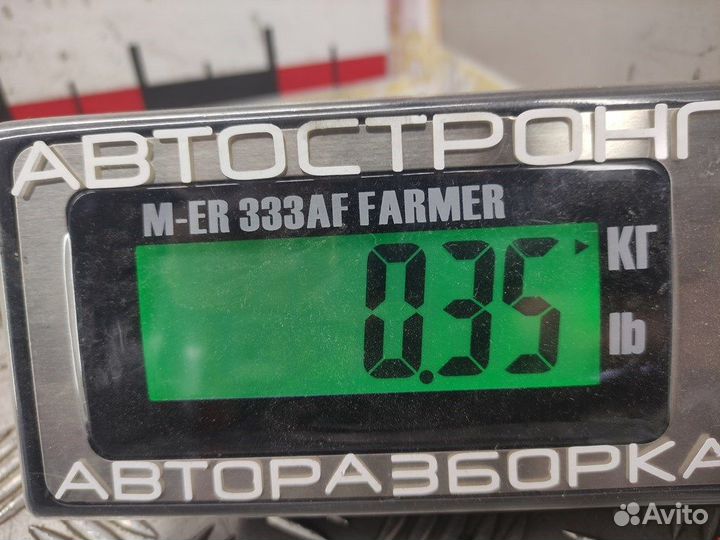 АВТОСТРОНГ
M-ER 333AF FARMER
0.35 КГ
lb
АВТОРАЗБОРКА
Avito